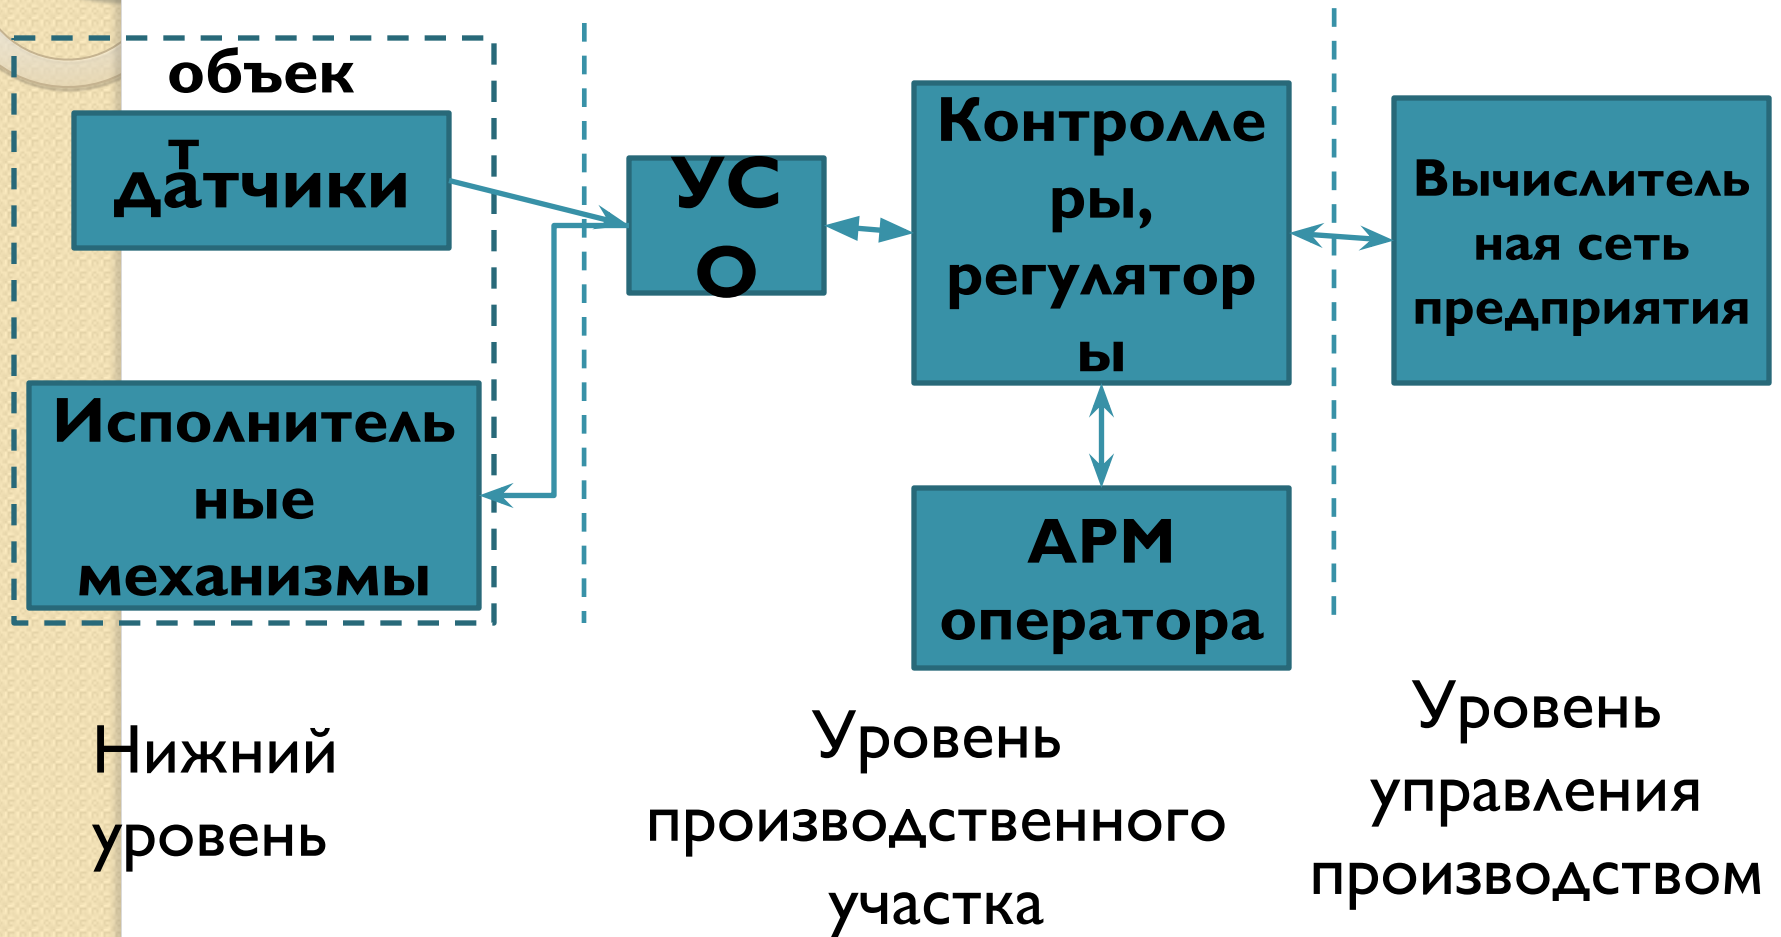 объек
т
датчики
Исполнитель
ные
механизмы
УС
О
Контролле
ры,
регулятор
ы
АРМ
оператора
Вычислитель
ная сеть
предприятия
Нижний
уровень
Уровень
производственного
участка
Уровень
управления
производством